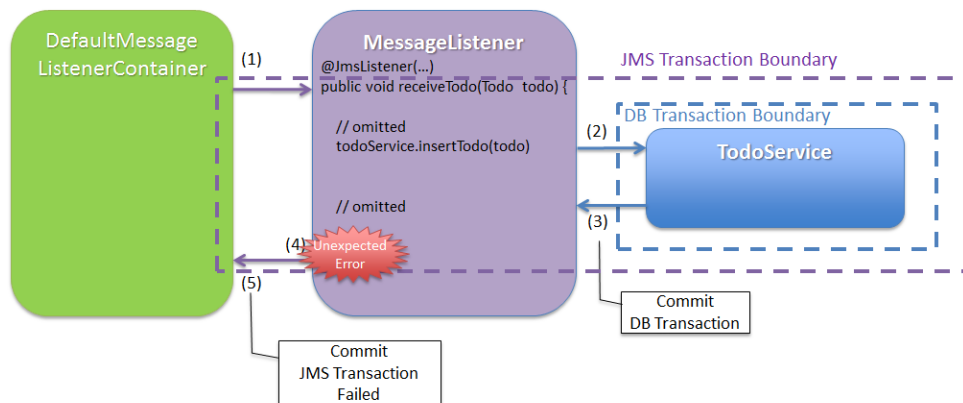 DefaultMessage
ListenerContainer
(1)
MessageListener
@JmsListener(…)
public void receiveTodo(Todo  todo) {
// omitted
todoService.insertTodo(todo)
// omitted
JMS Transaction Boundary
DB Transaction Boundary
(2)
TodoService
(3)
(4)
Unexpected
Error
(5)
Commit
DB Transaction
Commit
JMS Transaction
Failed